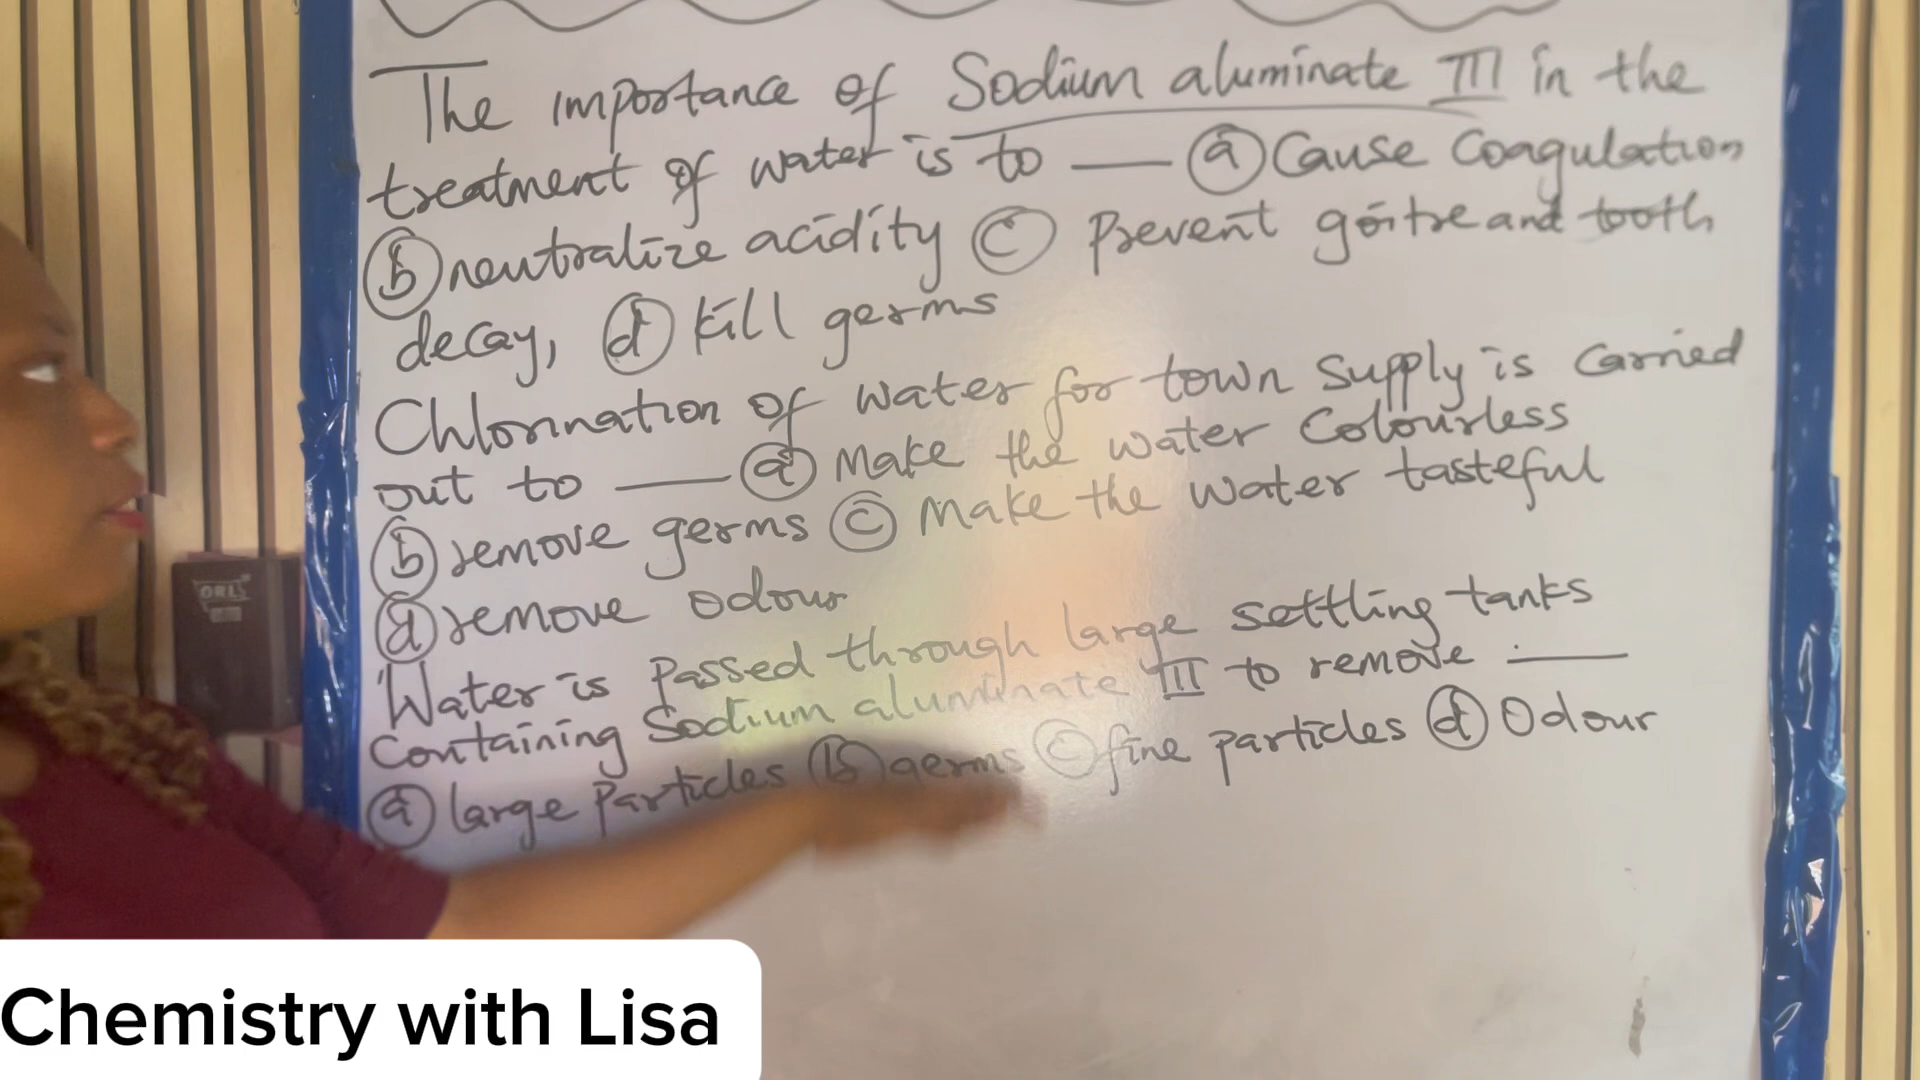 The importance of Sodium aluminate III in the
treatment of water is to — (a) Cause Coagulation
(b) neutralize acidity (c) Prevent goitre and tooth
decay, (d) kill germs
Chlorination of water for town supply is carried
out to — (a) Make the water Colourless
(b) remove germs (c) Make the water tasteful
(d) remove odour
Water is Passed through large settling tanks
Containing Sodium aluminate III to remove —
(a) large Particles (b) germs (c) fine particles (d) Odour
ORL
Chemistry with Lisa